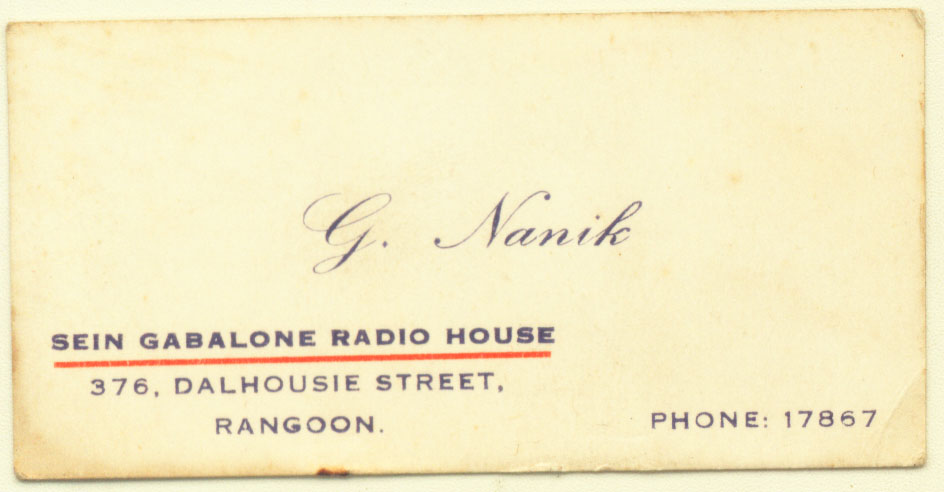 G. Nanik
SEIN GABALONE RADIO HOUSE
376, DALHOUSIE STREET,
RANGOON.
PHONE: 17867